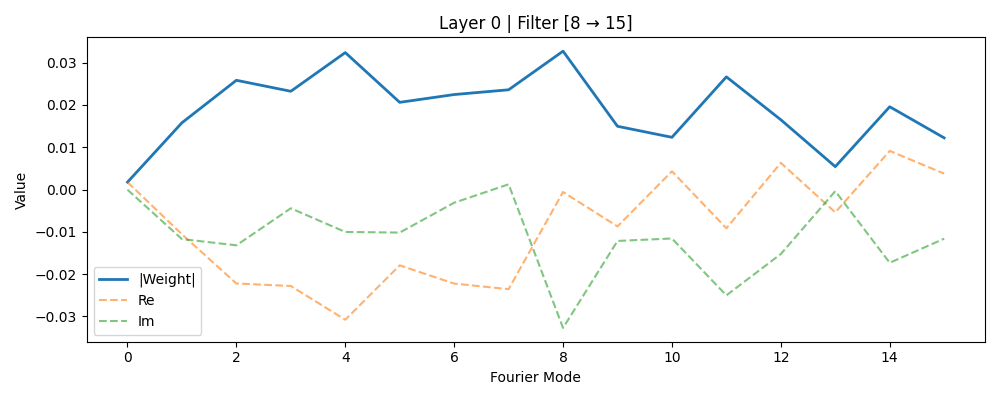 Layer 0 | Filter [8 → 15]
Value
0.03
0.02
0.01
0.00
−0.01
−0.02
−0.03
|Weight|
Re
Im
0 2 4 6 8 10 12 14
Fourier Mode